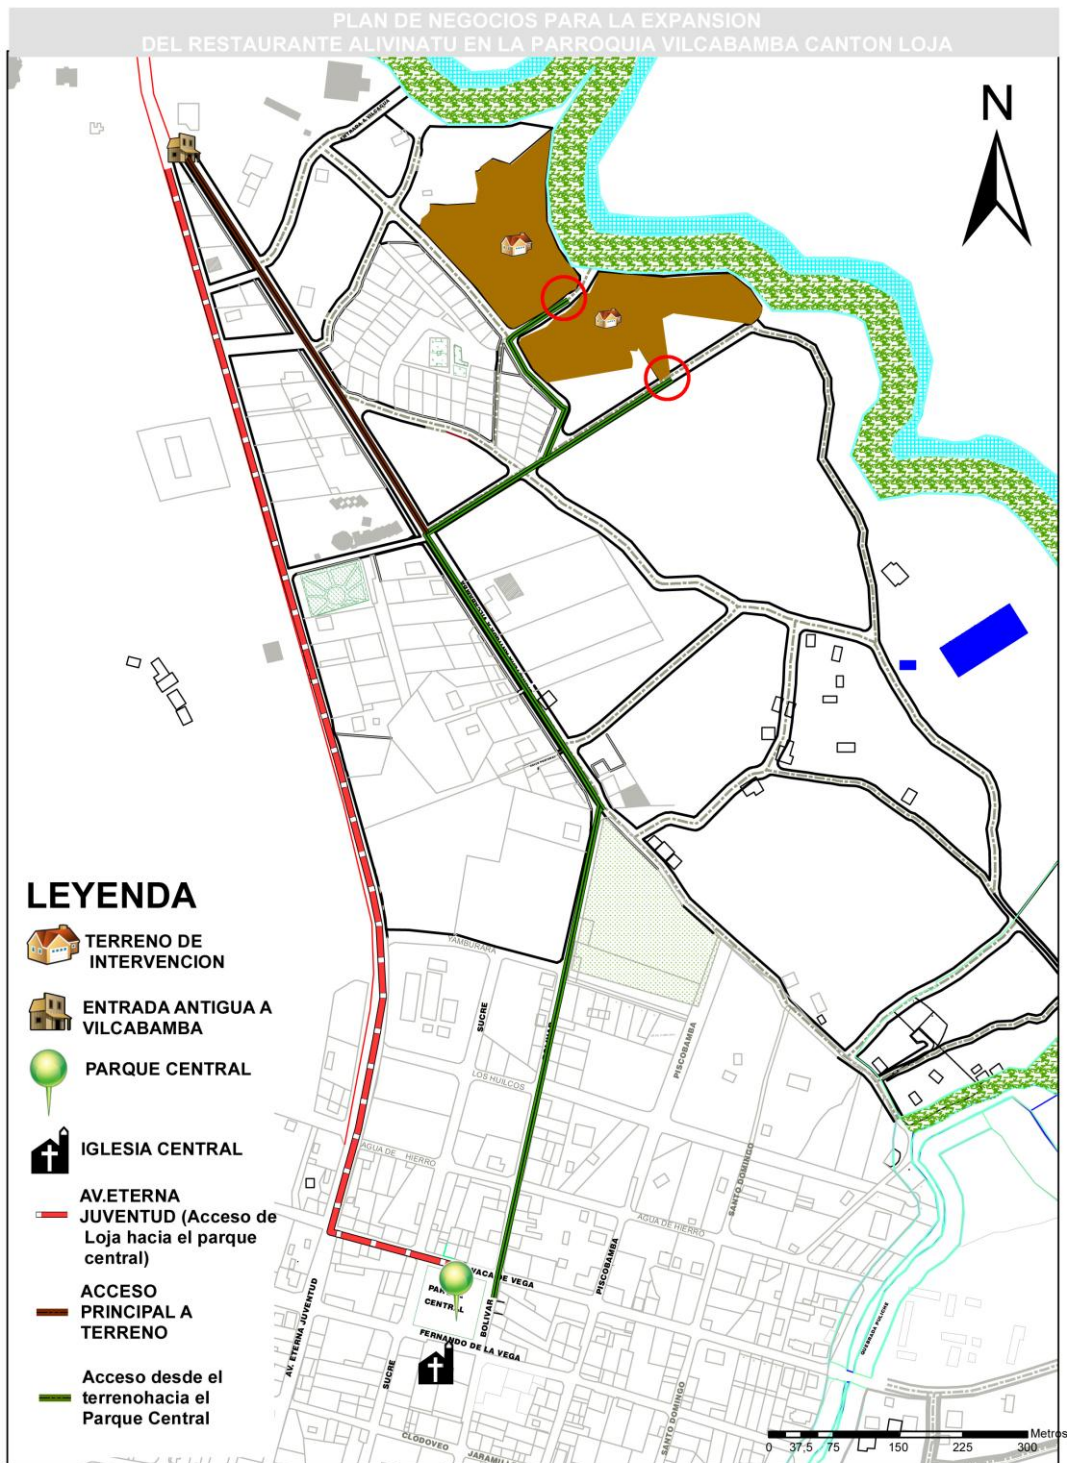 PLAN DE NEGOCIOS PARA LA EXPANSION
DEL RESTAURANTE ALIVINATU EN LA PARROQUIA VILCABAMBA CANTON LOJA
N
LEYENDA
TERRENO DE
INTERVENCION
ENTRADA ANTIGUA A
VILCABAMBA
PARQUE CENTRAL
IGLESIA CENTRAL
AV.ETERNA
JUVENTUD (Acceso de
Loja hacia el parque
central)
ACCESO
PRINCIPAL A
TERRENO
Acceso desde el
terrenohacia el
Parque Central
YAMBURARA
SUCRE
LOS HUILCOS
PISCOBAMBA
AGUA DE HIERRO
SANTO DOMINGO
AGUA DE HIERRO
PISCOBAMBA
VACA DE VEGA
CENTRAL
BOLIVAR
AV. ETERNA JUVENTUD
FERNANDO DE LA VEGA
SUCRE
QUEBRADA PULICHE
SANTO DOMINGO
CLODOVEO
JARAMILL
Metros
0 37,5 75 150 225 300